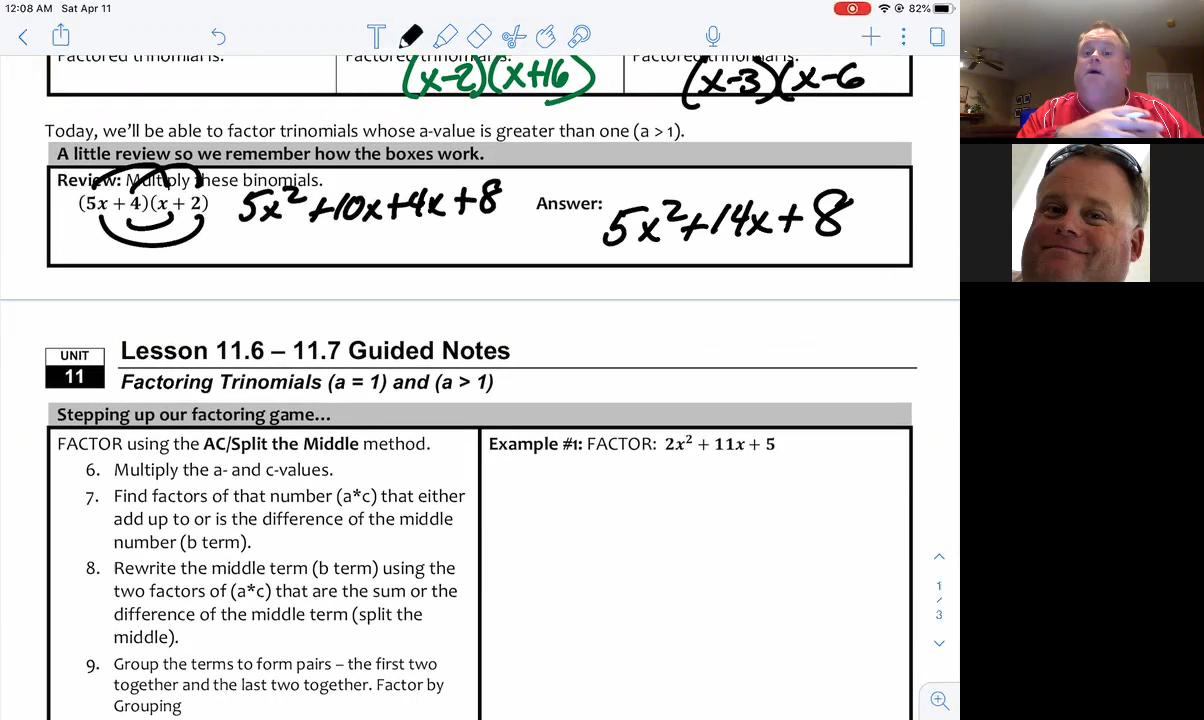 12:08 AM Sat Apr 11
82%
Factored trinomial is: Factored trinomial is: Factored trinomial is:
(x-2)(x+16) (x-3)(x-6
Today, we'll be able to factor trinomials whose a-value is greater than one (a > 1).
A little review so we remember how the boxes work.
Review: Multiply these binomials.
(5x + 4)(x + 2) 5x²+10x+4x+8 Answer: 5x²+14x+8
UNIT
11
Lesson 11.6 – 11.7 Guided Notes
Factoring Trinomials (a = 1) and (a > 1)
Stepping up our factoring game...
FACTOR using the AC/Split the Middle method.
6. Multiply the a- and c-values.
7. Find factors of that number (a*c) that either
add up to or is the difference of the middle
number (b term).
8. Rewrite the middle term (b term) using the
two factors of (a*c) that are the sum or the
difference of the middle term (split the
middle).
9. Group the terms to form pairs – the first two
together and the last two together. Factor by
Grouping
Example #1: FACTOR: 2x² + 11x + 5
1
/
3